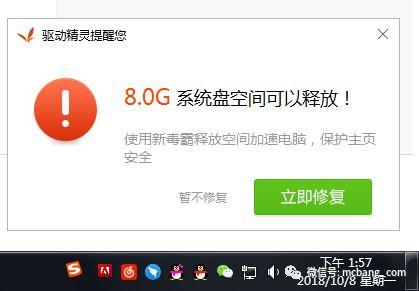 驱动精灵提醒您
8.0G 系统盘空间可以释放！
使用新毒霸释放空间加速电脑，保护主页
安全
暂不修复
立即修复
下午 1:57
微信号: mcbang_com
2018/10/8 星期一